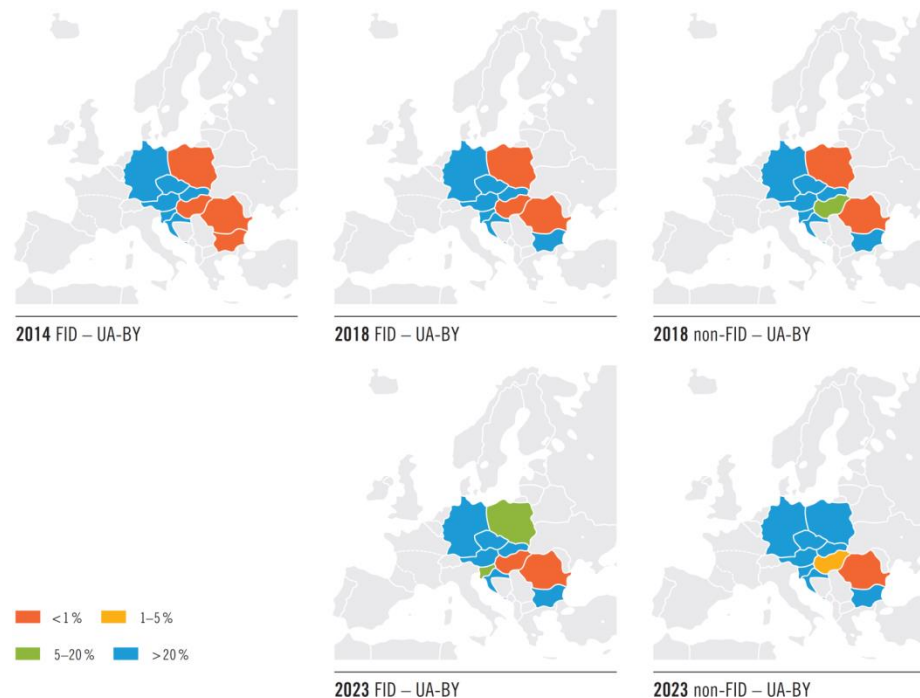 2014 FID – UA-BY
2018 FID – UA-BY
2018 non-FID – UA-BY
<1 %
1–5 %
5–20 %
>20 %
2023 FID – UA-BY
2023 non-FID – UA-BY